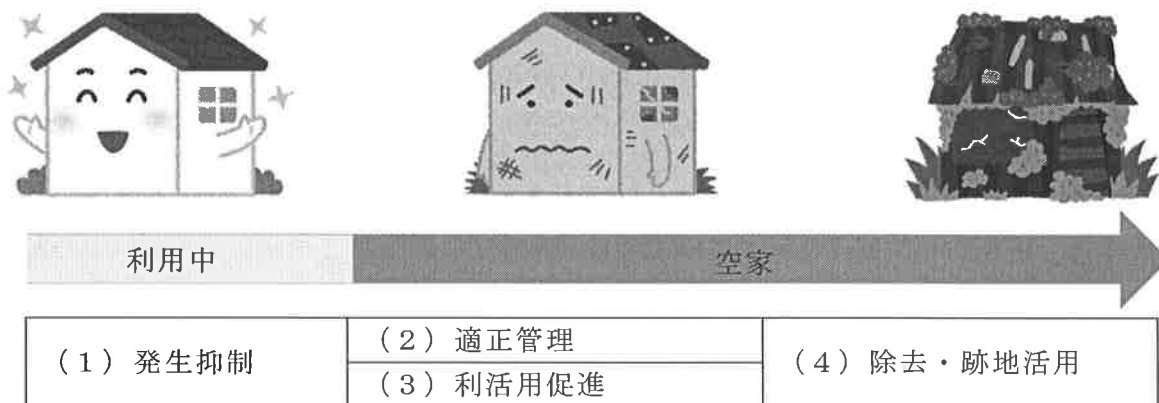 利用中
空家
（１）発生抑制
（２）適正管理
（３）利活用促進
（４）除去・跡地活用